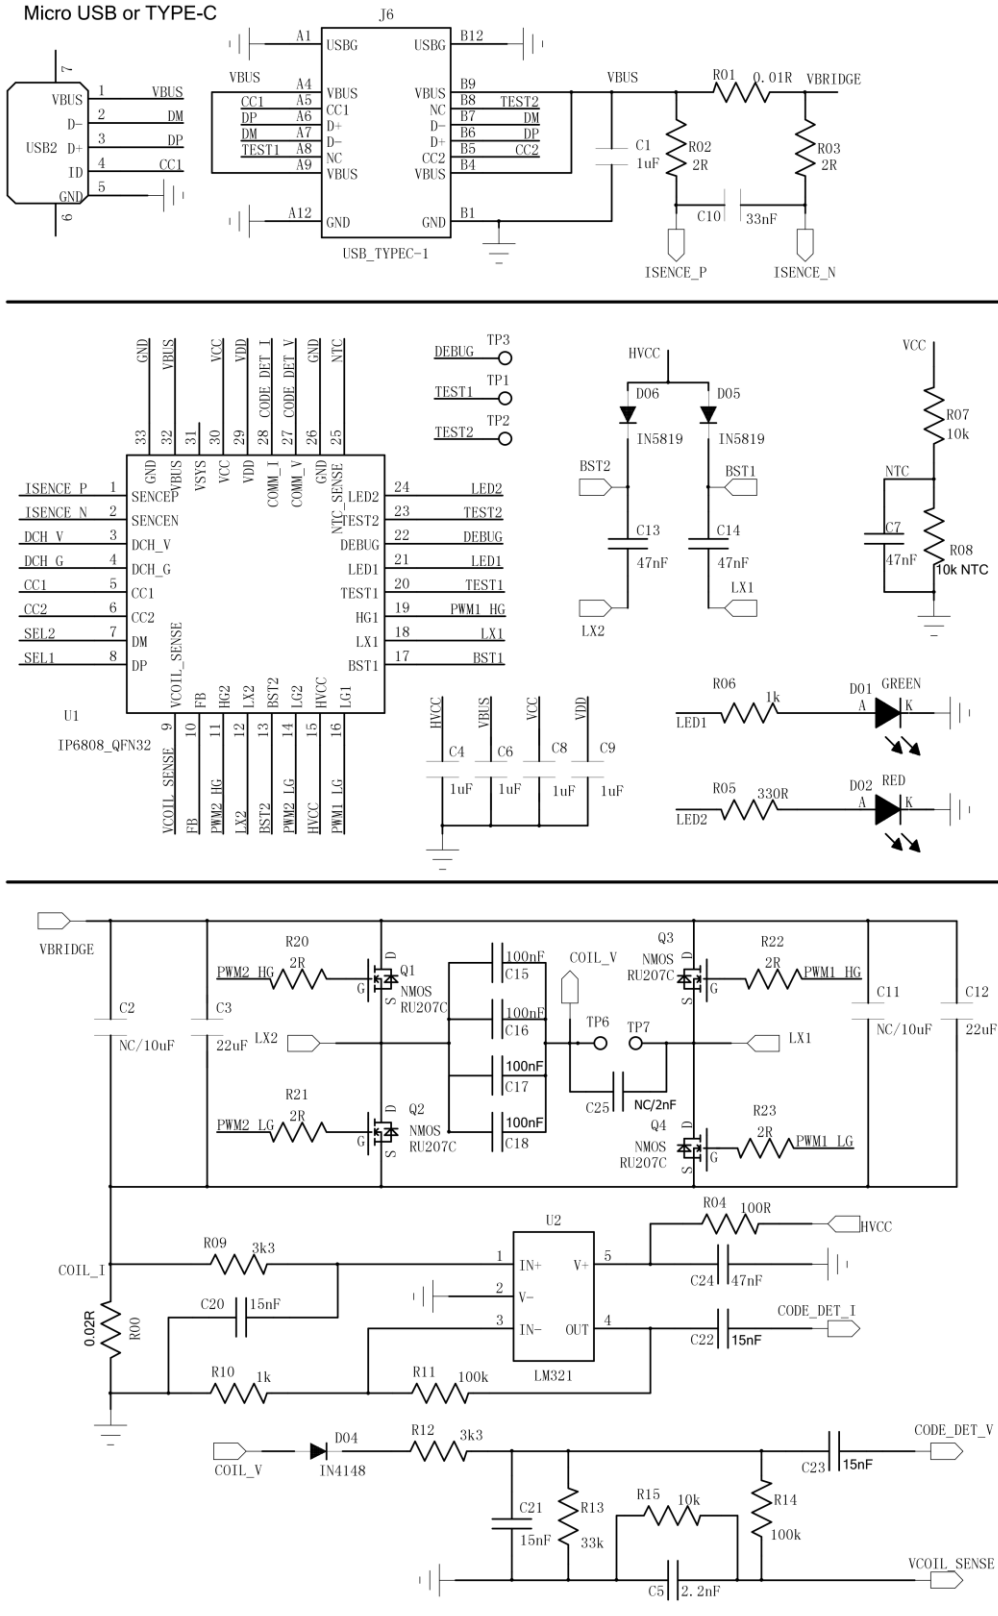 Micro USB or TYPE-C
J6
A1 USBG USBG B12
VBUS VBUS
7
VBUS 1 VBUS
D- 2 DM
USB2 D+ 3 DP
ID 4 CC1
GND 5
6
A4 VBUS VBUS B9
CC1 A5 CC1 NC B8 TEST2
DP A6 D+ D- B7 DM
DM A7 D- D+ B6 DP
TEST1 A8 NC CC2 B5 CC2
A9 VBUS VBUS B4
A12 GND GND B1
USB_TYPEC-1
C1 1uF
R01 0.01R VBRIDGE
R02 2R
R03 2R
C10 33nF
ISENCE_P ISENCE_N
GND VBUS VCC VDD CODE_DET_I CODE_DET_V GND NTC
33 32 31 30 29 28 27 26 25
GND VBUS VSYS VCC VDD COMM_I COMM_V GND NTC_SENSE
ISENCE_P 1 SENCEP LED2 24 LED2
ISENCE_N 2 SENCEN TEST2 23 TEST2
DCH_V 3 DCH_V DEBUG 22 DEBUG
DCH_G 4 DCH_G LED1 21 LED1
CC1 5 CC1 TEST1 20 TEST1
CC2 6 CC2 HG1 19 PWM1_HG
SEL2 7 DM LX1 18 LX1
SEL1 8 DP BST1 17 BST1
VCOIL_SENSE FB HG2 LX2 BST2 LG2 HVCC LG1
U1 9 10 11 12 13 14 15 16
IP6808_QFN32
VCOIL_SENSE FB PWM2_HG LX2 BST2 PWM2_LG HVCC PWM1_LG
DEBUG TP3
TEST1 TP1
TEST2 TP2
HVCC
D06 D05
IN5819 IN5819
BST2 BST1
C13 C14
47nF 47nF
LX2 LX1
VCC
R07
10k
NTC
C7
47nF
R08
10k NTC
HVCC VBUS VCC VDD
C4 C6 C8 C9
1uF 1uF 1uF 1uF
R06 1k D01 GREEN
LED1 A K
R05 330R D02 RED
LED2 A K
VBRIDGE
C2
NC/10uF
C3
22uF
R20
PWM2_HG 2R
D Q1
G NMOS
S RU207C
LX2
R21
PWM2_LG 2R
D Q2
G NMOS
S RU207C
100nF
C15
100nF
C16
100nF
C17
100nF
C18
COIL_V
TP6 TP7
C25 NC/2nF
Q3 D
NMOS
RU207C S G
R22
2R PWM1_HG
C11
NC/10uF
C12
22uF
LX1
Q4 D
NMOS
RU207C S G
R23
2R PWM1_LG
COIL_I
R09 3k3
C20 15nF
0.02R R00
R10 1k
R11 100k
U2
1 IN+ V+ 5
2 V-
3 IN- OUT 4
LM321
R04 100R HVCC
C24 47nF
CODE_DET_I
C22 15nF
COIL_V
D04
IN4148
R12 3k3
C21
15nF
R13
33k
R15 10k
C5 2.2nF
R14
100k
C23 15nF
CODE_DET_V
VCOIL_SENSE